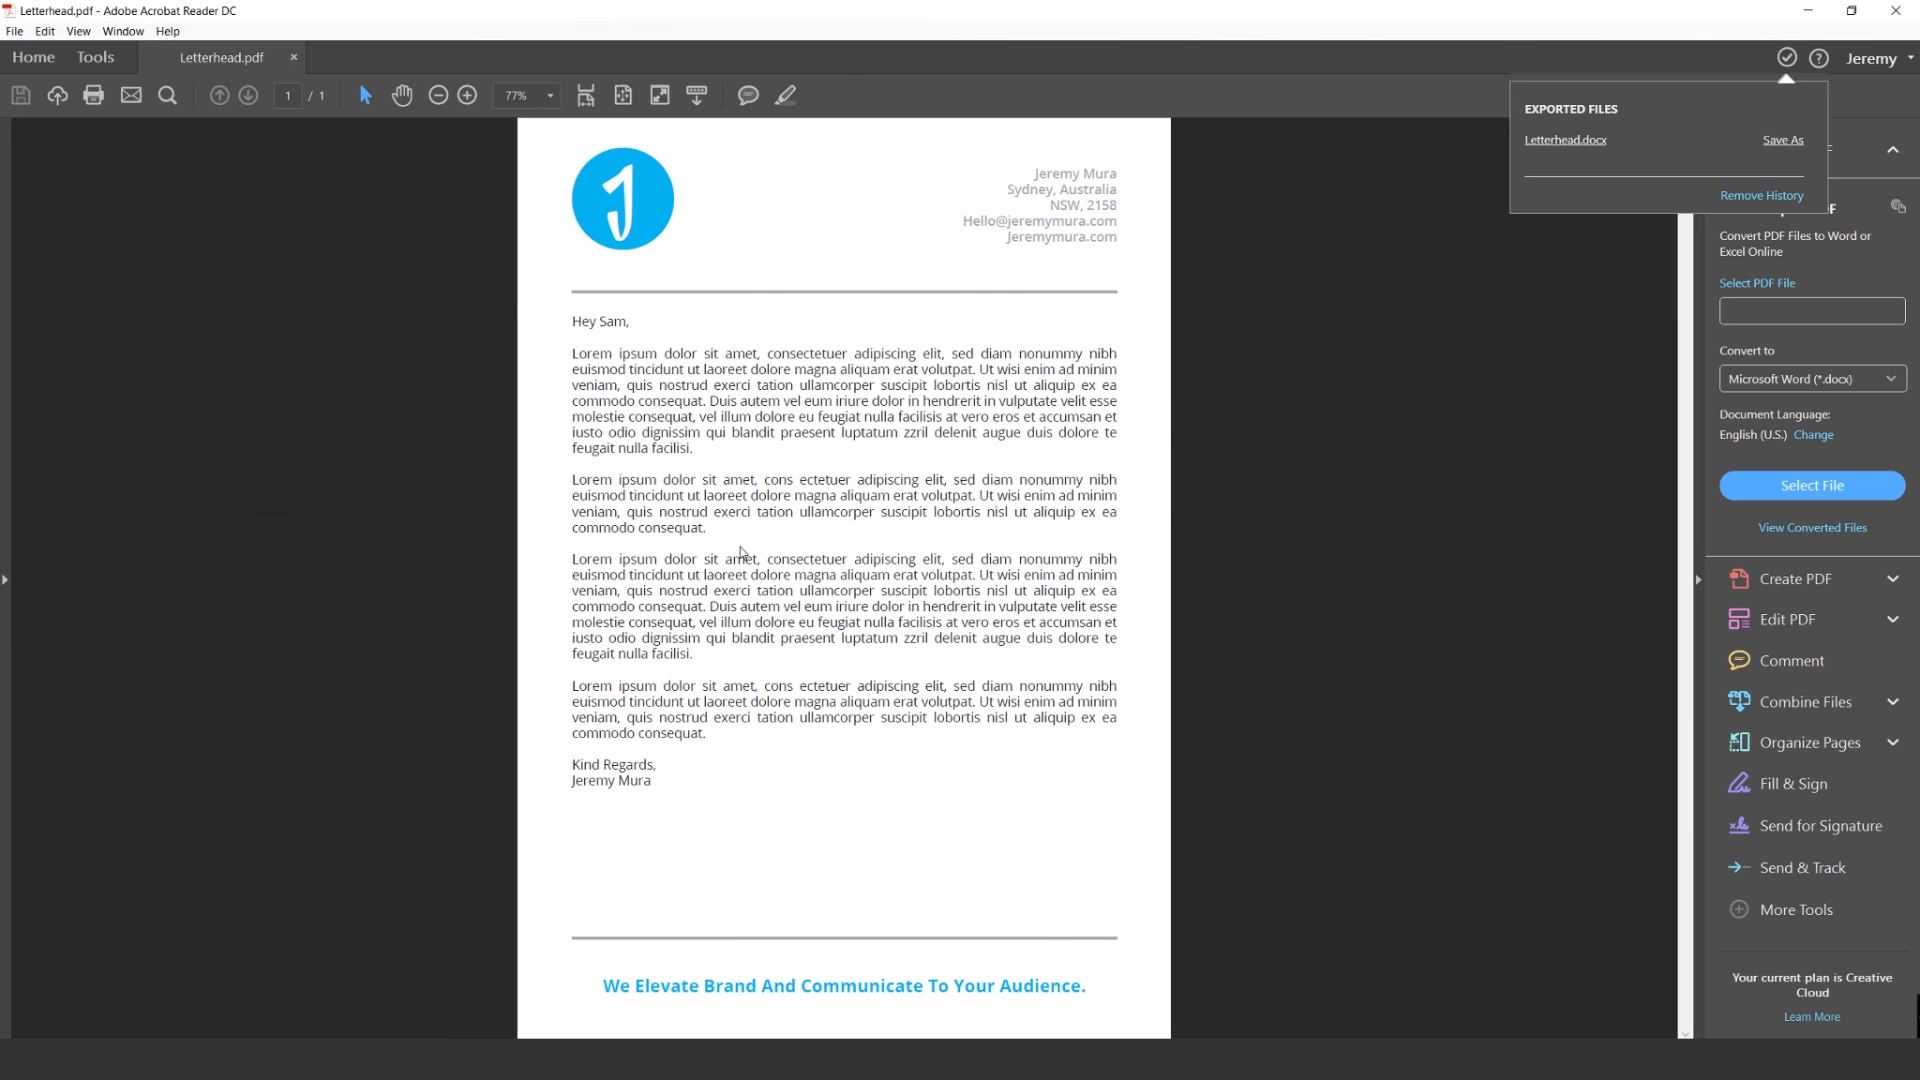 Letterhead.pdf - Adobe Acrobat Reader DC
File Edit View Window Help
Home Tools Letterhead.pdf
Jeremy
1 / 1 77%
EXPORTED FILES
Letterhead.docx Save As
Remove History
Convert PDF Files to Word or
Excel Online
Select PDF File
Convert to
Microsoft Word (*.docx)
Document Language:
English (U.S.) Change
Select File
View Converted Files
Create PDF
Edit PDF
Comment
Combine Files
Organize Pages
Fill & Sign
Send for Signature
Send & Track
More Tools
Your current plan is Creative
Cloud
Learn More
J
Jeremy Mura
Sydney, Australia
NSW, 2158
Hello@jeremymura.com
Jeremymura.com
Hey Sam,
Lorem ipsum dolor sit amet, consectetuer adipiscing elit, sed diam nonummy nibh
euismod tincidunt ut laoreet dolore magna aliquam erat volutpat. Ut wisi enim ad minim
veniam, quis nostrud exerci tation ullamcorper suscipit lobortis nisl ut aliquip ex ea
commodo consequat. Duis autem vel eum iriure dolor in hendrerit in vulputate velit esse
molestie consequat, vel illum dolore eu feugiat nulla facilisis at vero eros et accumsan et
iusto odio dignissim qui blandit praesent luptatum zzril delenit augue duis dolore te
feugait nulla facilisi.
Lorem ipsum dolor sit amet, cons ectetuer adipiscing elit, sed diam nonummy nibh
euismod tincidunt ut laoreet dolore magna aliquam erat volutpat. Ut wisi enim ad minim
veniam, quis nostrud exerci tation ullamcorper suscipit lobortis nisl ut aliquip ex ea
commodo consequat.
Lorem ipsum dolor sit amet, consectetuer adipiscing elit, sed diam nonummy nibh
euismod tincidunt ut laoreet dolore magna aliquam erat volutpat. Ut wisi enim ad minim
veniam, quis nostrud exerci tation ullamcorper suscipit lobortis nisl ut aliquip ex ea
commodo consequat. Duis autem vel eum iriure dolor in hendrerit in vulputate velit esse
molestie consequat, vel illum dolore eu feugiat nulla facilisis at vero eros et accumsan et
iusto odio dignissim qui blandit praesent luptatum zzril delenit augue duis dolore te
feugait nulla facilisi.
Lorem ipsum dolor sit amet, cons ectetuer adipiscing elit, sed diam nonummy nibh
euismod tincidunt ut laoreet dolore magna aliquam erat volutpat. Ut wisi enim ad minim
veniam, quis nostrud exerci tation ullamcorper suscipit lobortis nisl ut aliquip ex ea
commodo consequat.
Kind Regards,
Jeremy Mura
We Elevate Brand And Communicate To Your Audience.